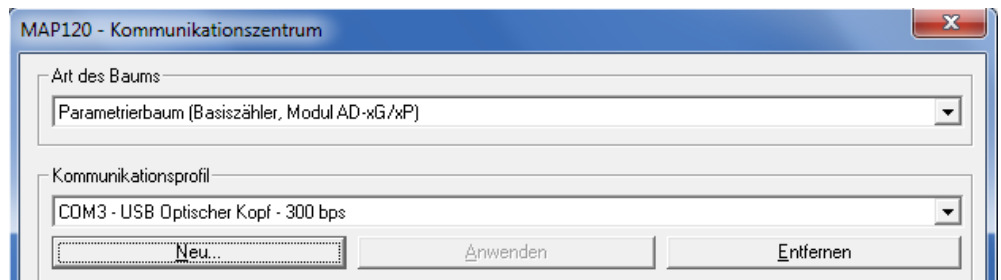 MAP120 - Kommunikationszentrum
Art des Baums
Parametrierbaum (Basiszähler, Modul AD-xG/xP)
Kommunikationsprofil
COM3 - USB Optischer Kopf - 300 bps
Neu... Anwenden Entfernen